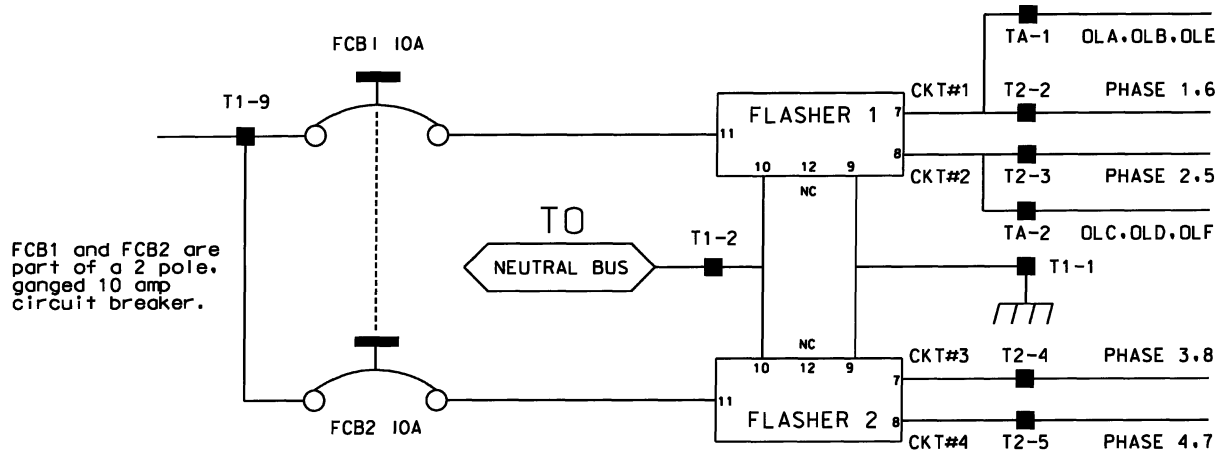 TA-1 OLA.OLB.OLE
FCB1 10A
T1-9
CKT#1 T2-2 PHASE 1.6
7
FLASHER 1
11
8
10 12 9
NC
CKT#2 T2-3 PHASE 2.5
TA-2 OLC.OLD.OLF
TO
NEUTRAL BUS
T1-2
T1-1
FCB1 and FCB2 are
part of a 2 pole.
ganged 10 amp
circuit breaker.
NC
10 12 9
CKT#3 T2-4 PHASE 3.8
7
11
FLASHER 2
8
FCB2 10A
CKT#4 T2-5 PHASE 4.7